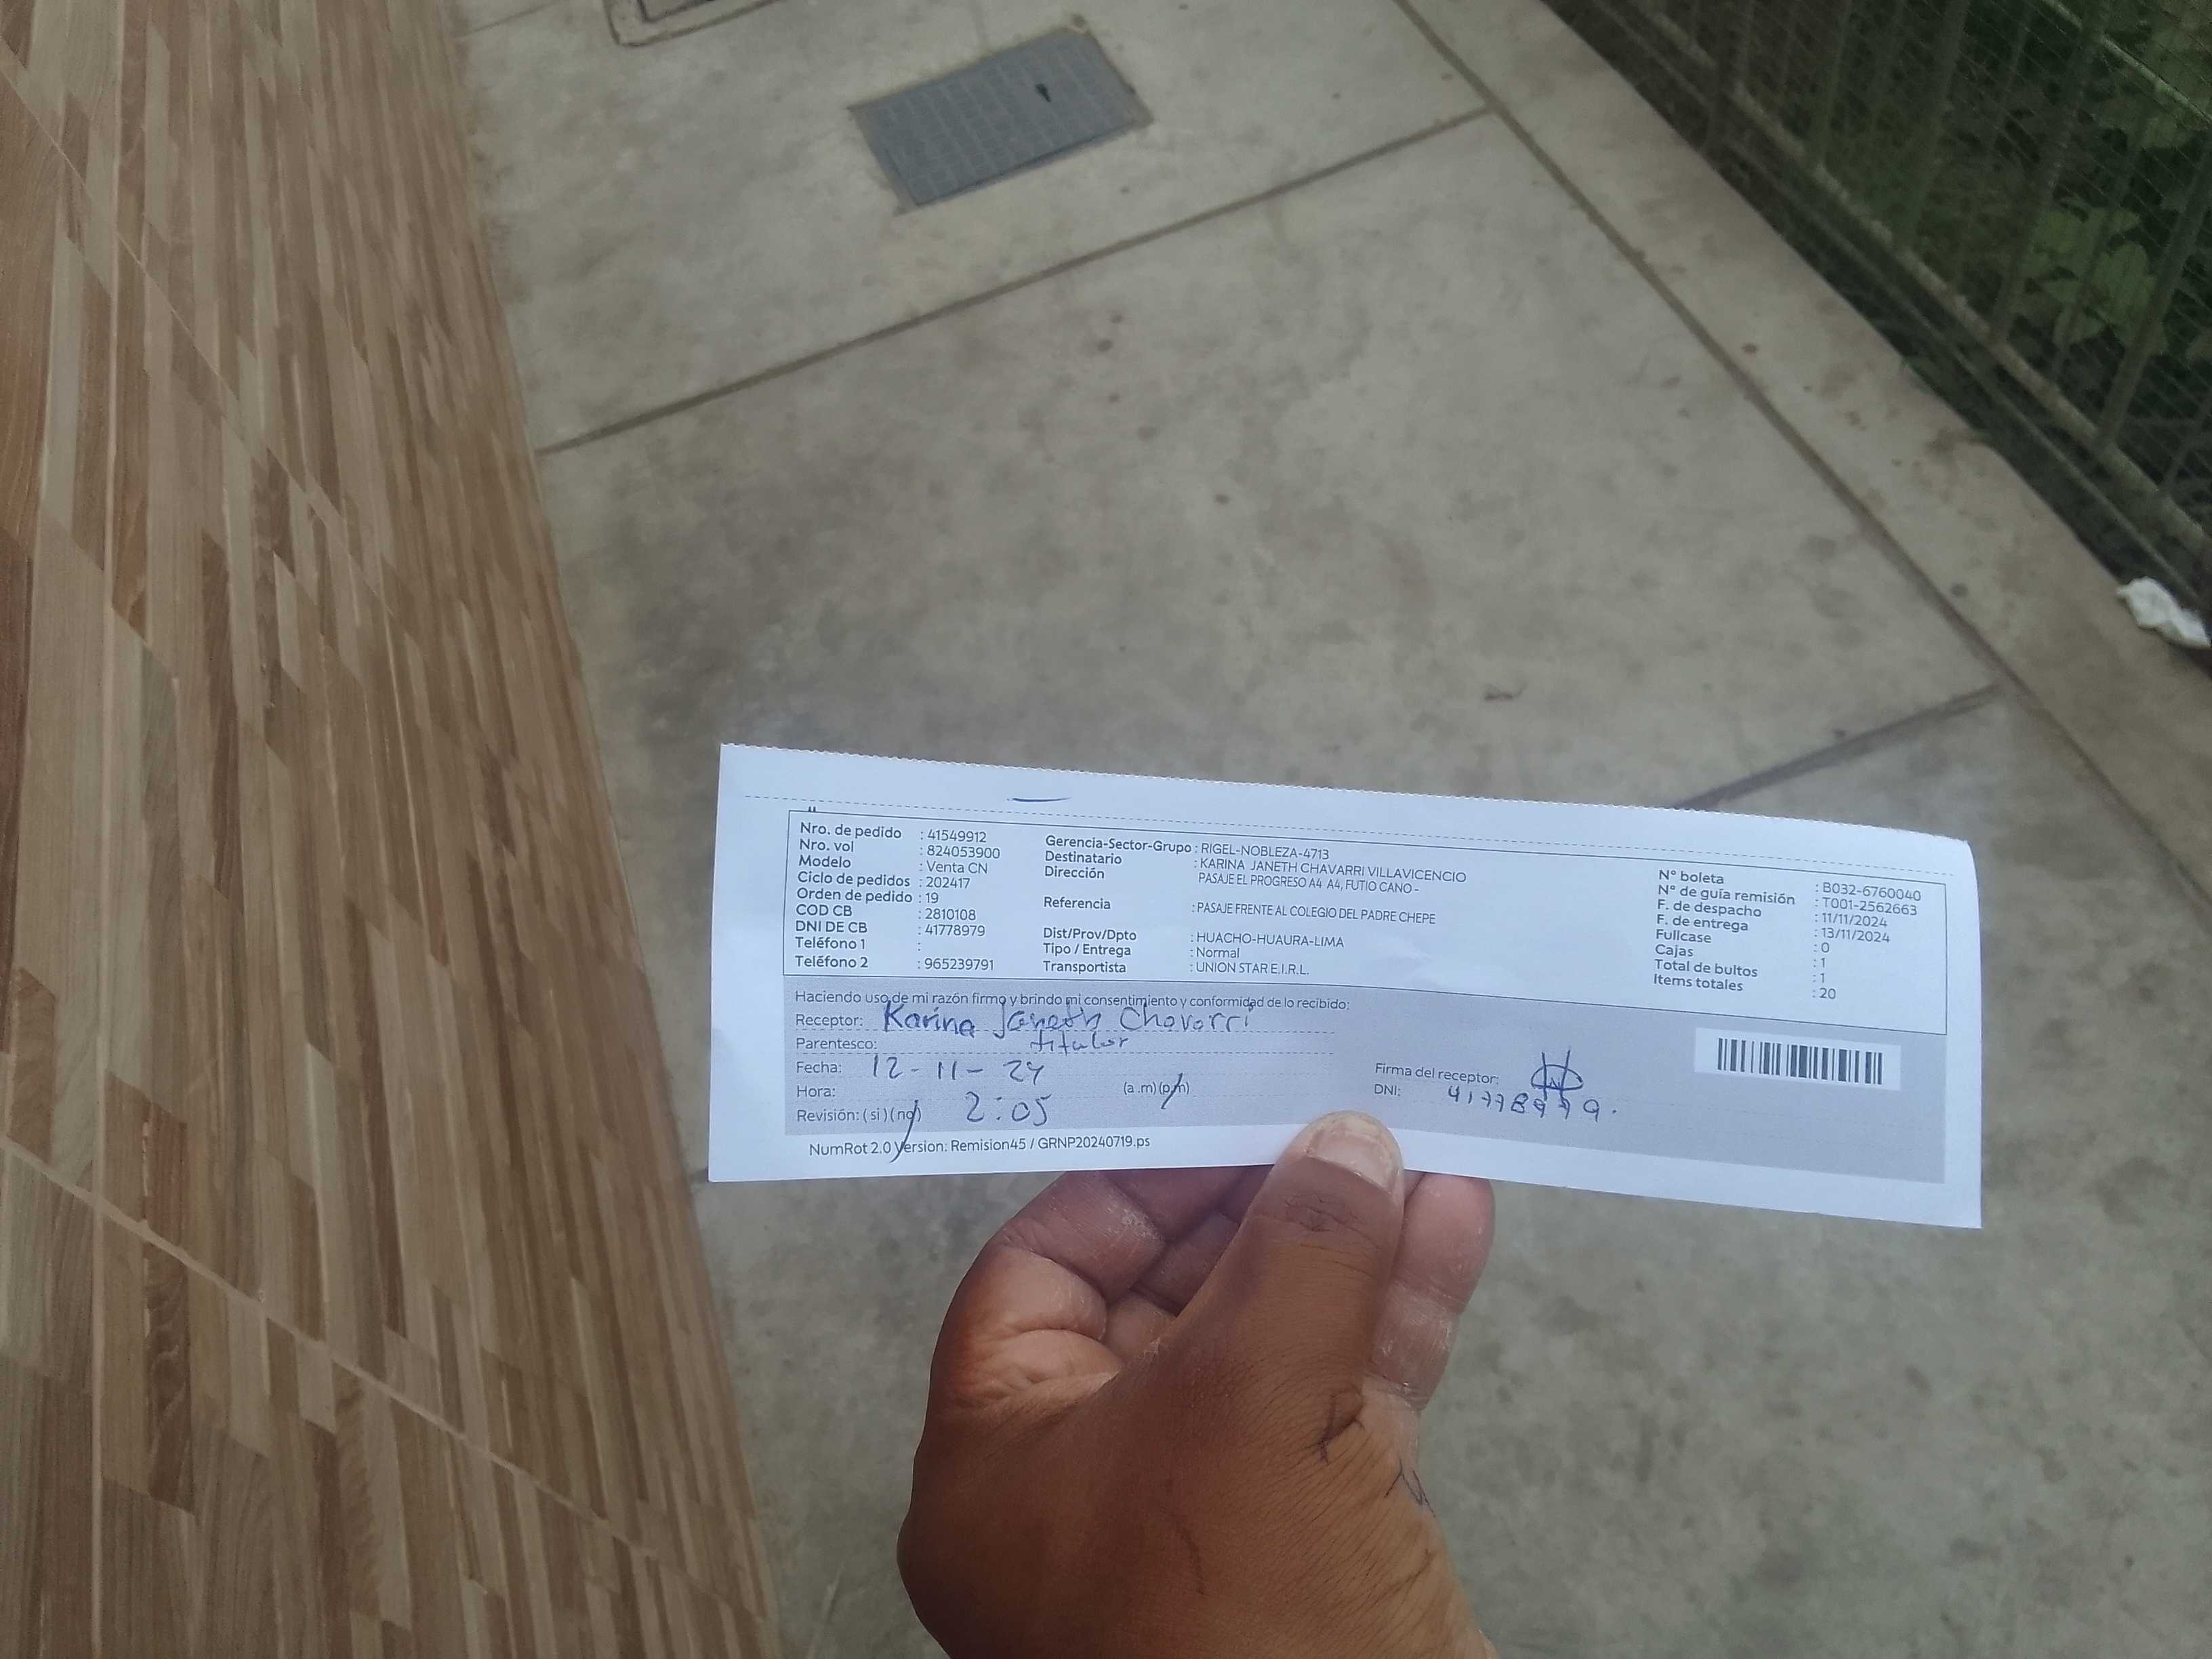 Nro. de pedido : 41549912
Nro. vol : 824053900
Modelo : Venta CN
Ciclo de pedidos : 202417
Orden de pedido : 19
COD CB : 2810108
DNI DE CB : 41778979
Teléfono 1 :
Teléfono 2 : 965239791
Gerencia-Sector-Grupo : RIGEL-NOBLEZA-4713
Destinatario : KARINA JANETH CHAVARRI VILLAVICENCIO
Dirección PASAJE EL PROGRESO A4 A4, FUTIO CANO -
Referencia : PASAJE FRENTE AL COLEGIO DEL PADRE CHEPE
Dist/Prov/Dpto : HUACHO-HUAURA-LIMA
Tipo / Entrega : Normal
Transportista : UNION STAR E.I.R.L.
N° boleta : B032-6760040
N° de guía remisión : T001-2562663
F. de despacho : 11/11/2024
F. de entrega : 13/11/2024
Fullcase : 0
Cajas : 1
Total de bultos : 1
Items totales : 20
Haciendo uso de mi razón firmo y brindo mi consentimiento y conformidad de lo recibido:
Receptor: Karina Janeth Chavarri
Parentesco: titular
Fecha: 12-11-24
Hora: 2:05 (a.m)(p.m)
Revisión: (si)(no)
Firma del receptor:
DNI: 41778979.
NumRot 2.0 Version: Remision45 / GRNP20240719.ps